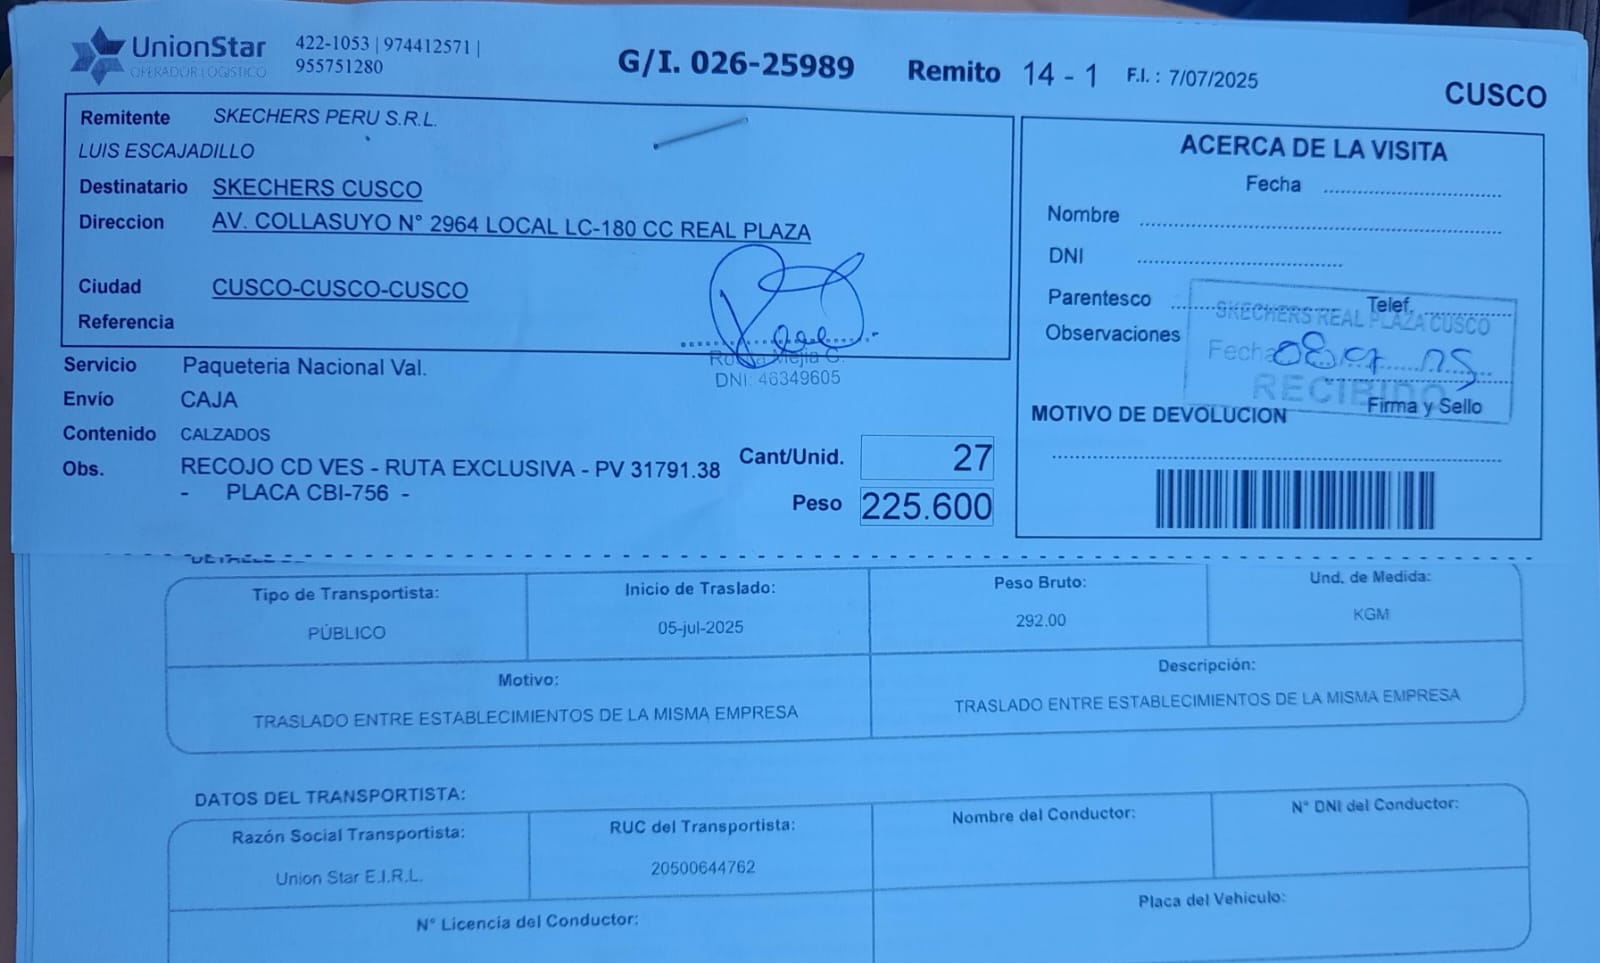 UnionStar
OPERADOR LOGISTICO
422-1053 | 974412571 |
955751280
G/I. 026-25989
Remito 14 - 1 F.I. : 7/07/2025
CUSCO
Remitente SKECHERS PERU S.R.L.
LUIS ESCAJADILLO
Destinatario SKECHERS CUSCO
Direccion AV. COLLASUYO N° 2964 LOCAL LC-180 CC REAL PLAZA
Ciudad CUSCO-CUSCO-CUSCO
Referencia
Mejia C.
DNI: 46349605
Servicio Paqueteria Nacional Val.
Envío CAJA
Contenido CALZADOS
Obs. RECOJO CD VES - RUTA EXCLUSIVA - PV 31791.38
- PLACA CBI-756 -
Cant/Unid. 27
Peso 225.600
ACERCA DE LA VISITA
Fecha
Nombre
DNI
Parentesco Telef.
Observaciones
SKECHERS REAL PLAZA CUSCO
Fecha 08
RECIBIDO
Firma y Sello
MOTIVO DE DEVOLUCION
Tipo de Transportista: Inicio de Traslado: Peso Bruto: Und. de Medida:
PÚBLICO 05-jul-2025 292.00 KGM
Motivo: Descripción:
TRASLADO ENTRE ESTABLECIMIENTOS DE LA MISMA EMPRESA TRASLADO ENTRE ESTABLECIMIENTOS DE LA MISMA EMPRESA
DATOS DEL TRANSPORTISTA:
Razón Social Transportista: RUC del Transportista: Nombre del Conductor: N° DNI del Conductor:
Union Star E.I.R.L. 20500644762
N° Licencia del Conductor: Placa del Vehiculo: